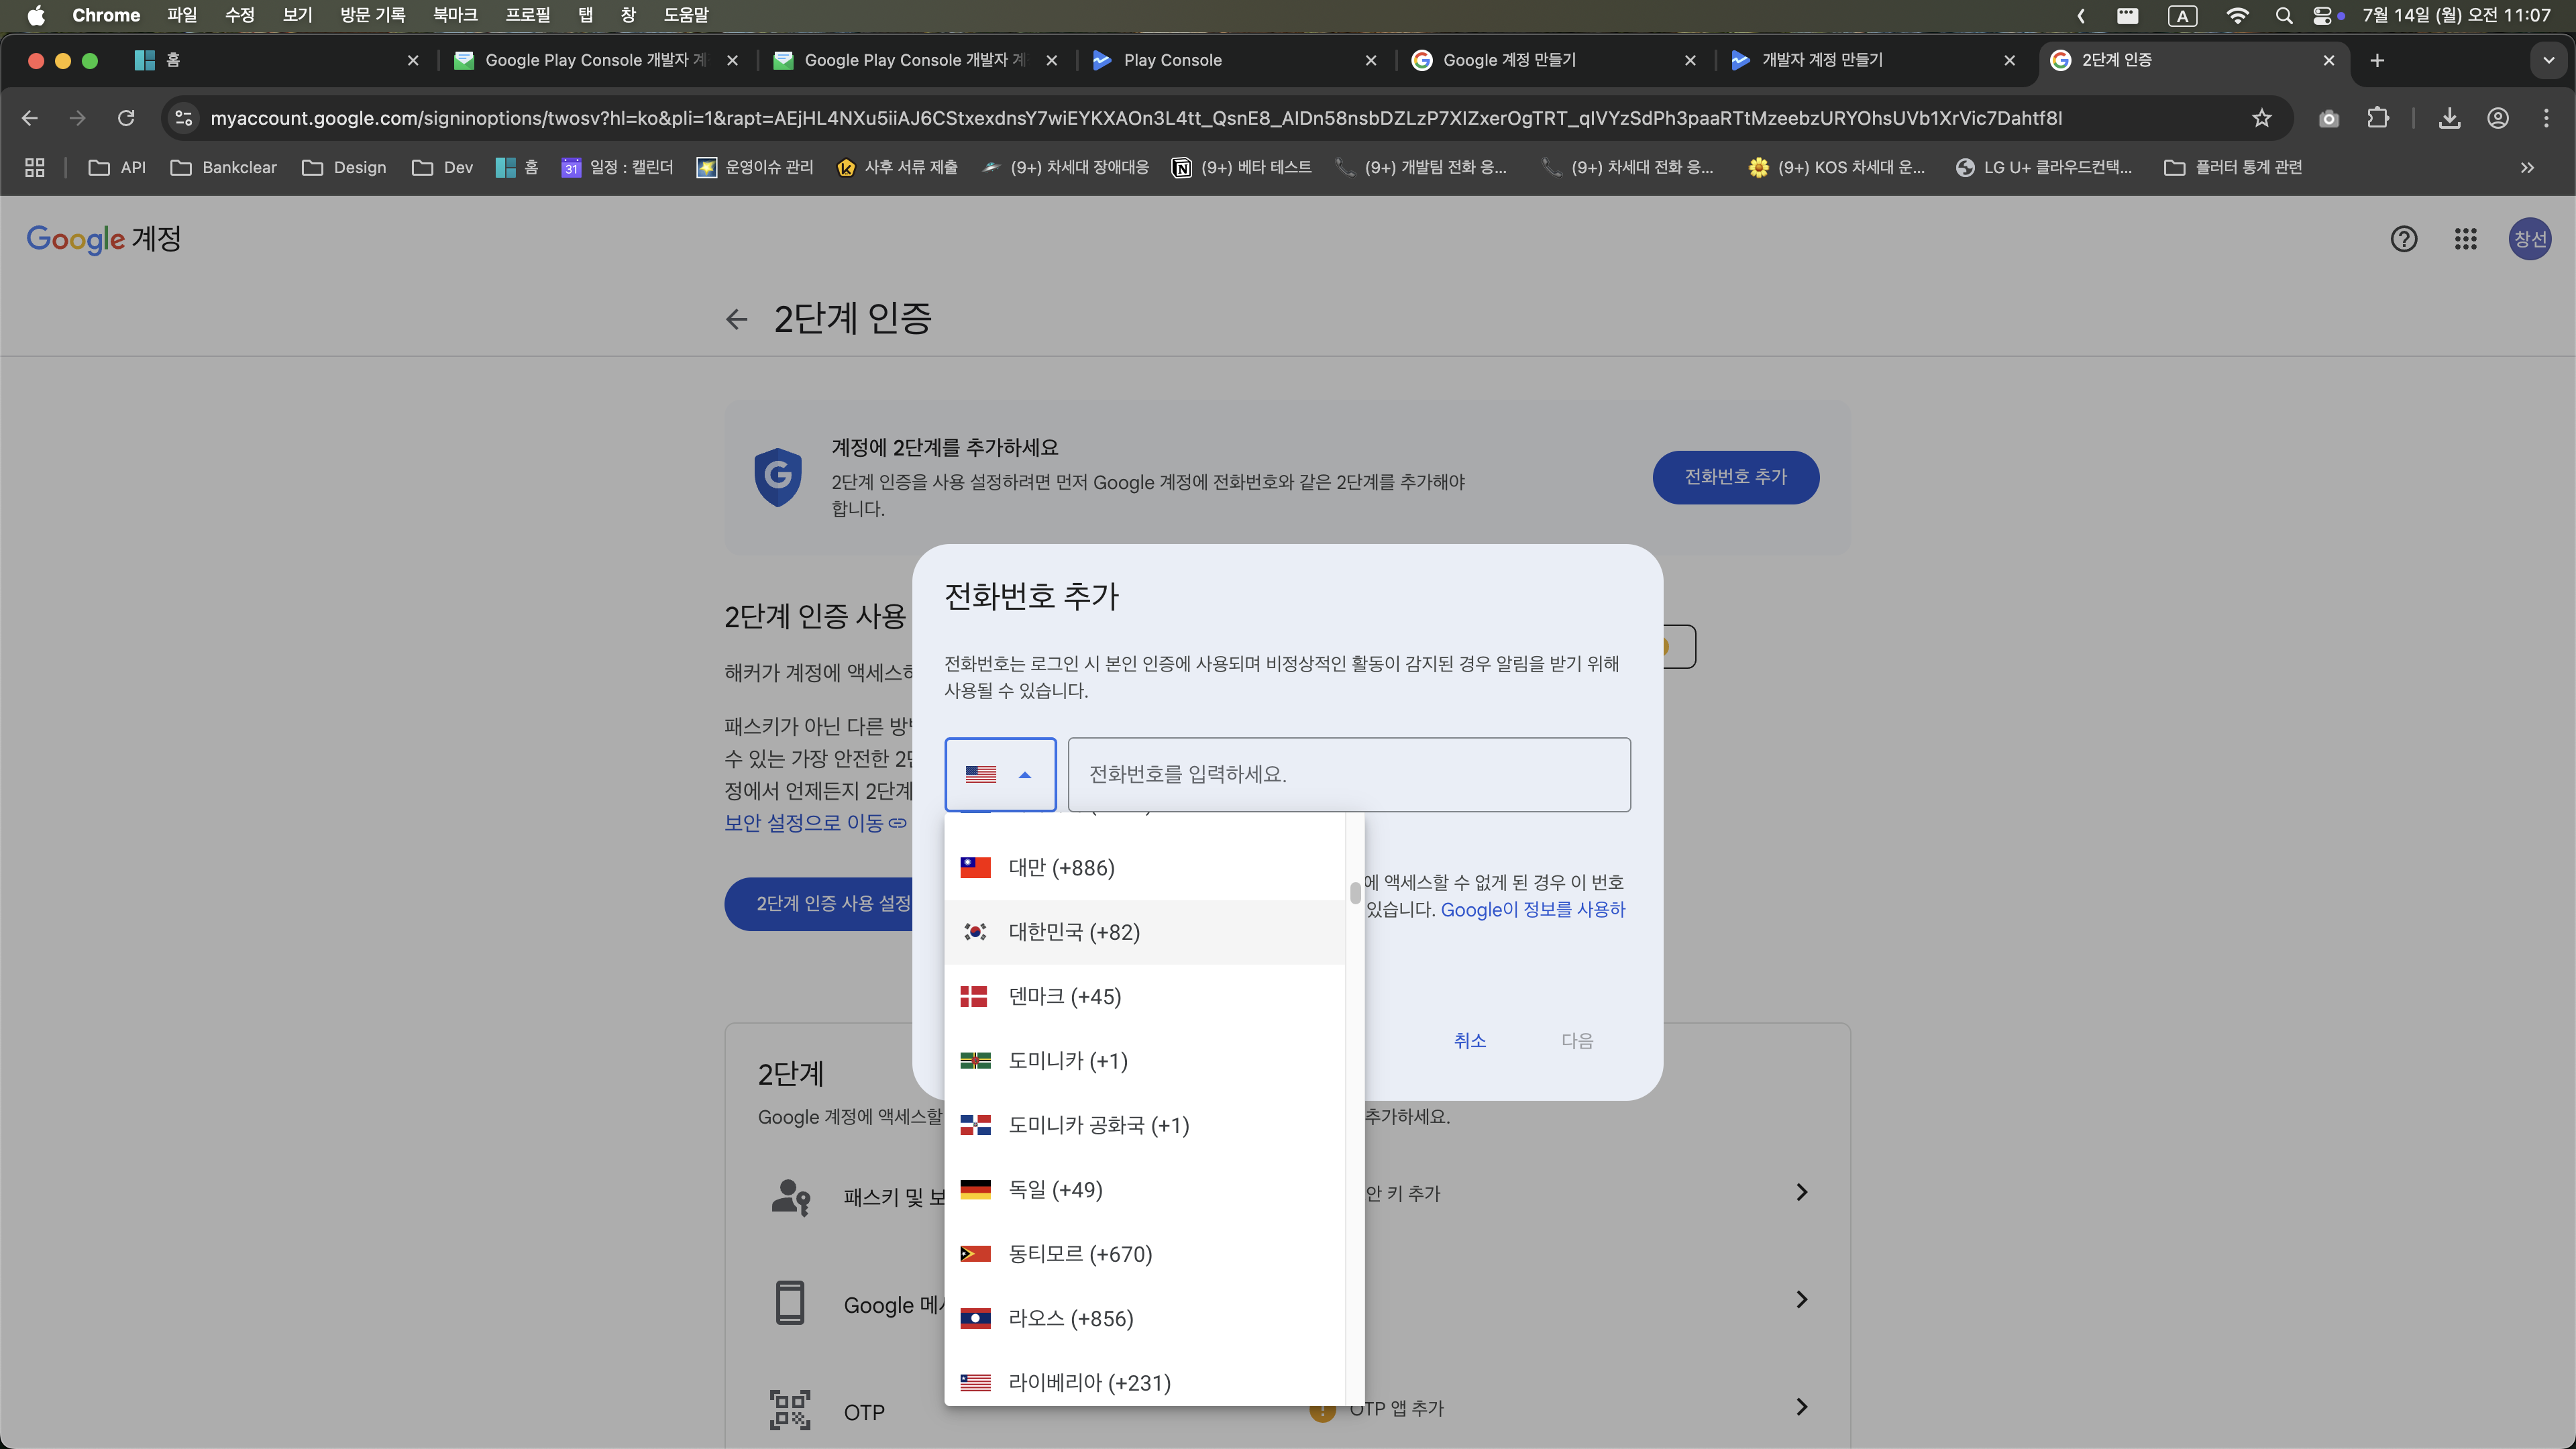 Chrome 파일 수정 보기 방문 기록 북마크 프로필 탭 창 도움말
A 7월 14일 (월) 오전 11:07
홈
Google Play Console 개발자 계
Google Play Console 개발자 계
Play Console
Google 계정 만들기
개발자 계정 만들기
2단계 인증
myaccount.google.com/signinoptions/twosv?hl=ko&pli=1&rapt=AEjHL4NXu5iiAJ6CStxexdnsY7wiEYKXAOn3L4tt_QsnE8_AIDn58nsbDZLzP7XIZxerOgTRT_qIVYzSdPh3paaRTtMzeebzURYOhsUVb1XrVic7Dahtf8I
API
Bankclear
Design
Dev
홈
31 일정 : 캘린더
운영이슈 관리
사후 서류 제출
(9+) 차세대 장애대응
(9+) 베타 테스트
(9+) 개발팀 전화 응...
(9+) 차세대 전화 응...
(9+) KOS 차세대 운...
LG U+ 클라우드컨택...
플러터 통계 관련
Google 계정
창선
2단계 인증
계정에 2단계를 추가하세요
2단계 인증을 사용 설정하려면 먼저 Google 계정에 전화번호와 같은 2단계를 추가해야
합니다.
전화번호 추가
2단계 인증 사용
해커가 계정에 액세스하
패스키가 아닌 다른 방
수 있는 가장 안전한 2단
정에서 언제든지 2단계
보안 설정으로 이동
2단계 인증 사용 설정
전화번호 추가
전화번호는 로그인 시 본인 인증에 사용되며 비정상적인 활동이 감지된 경우 알림을 받기 위해
사용될 수 있습니다.
전화번호를 입력하세요.
대만 (+886)
대한민국 (+82)
덴마크 (+45)
도미니카 (+1)
도미니카 공화국 (+1)
독일 (+49)
동티모르 (+670)
라오스 (+856)
라이베리아 (+231)
에 액세스할 수 없게 된 경우 이 번호
있습니다. Google이 정보를 사용하
취소
다음
2단계
Google 계정에 액세스할
추가하세요.
패스키 및 보
안 키 추가
Google 메
OTP
OTP 앱 추가